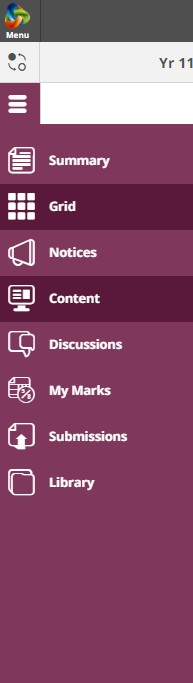 Menu
Yr 11
Summary
Grid
Notices
Content
Discussions
My Marks
Submissions
Library